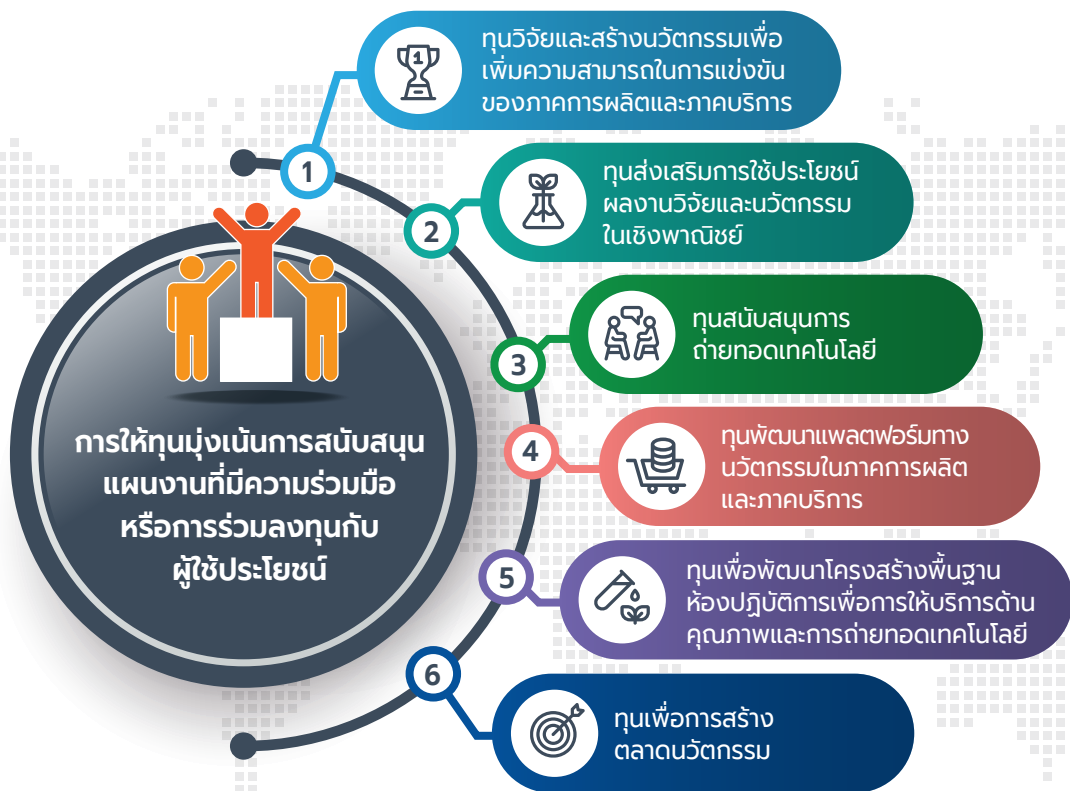 1
ทุนวิจัยและสร้างนวัตกรรมเพื่อ
เพิ่มความสามารถในการแข่งขัน
ของภาคการผลิตและภาคบริการ
1
2
ทุนส่งเสริมการใช้ประโยชน์
ผลงานวิจัยและนวัตกรรม
ในเชิงพาณิชย์
3
ทุนสนับสนุนการ
ถ่ายทอดเทคโนโลยี
การให้ทุนมุ่งเน้นการสนับสนุน
แผนงานที่มีความร่วมมือ
หรือการร่วมลงทุนกับ
ผู้ใช้ประโยชน์
4
ทุนพัฒนาแพลตฟอร์มทาง
นวัตกรรมในภาคการผลิต
และภาคบริการ
5
ทุนเพื่อพัฒนาโครงสร้างพื้นฐาน
ห้องปฏิบัติการเพื่อการให้บริการด้าน
คุณภาพและการถ่ายทอดเทคโนโลยี
6
ทุนเพื่อการสร้าง
ตลาดนวัตกรรม